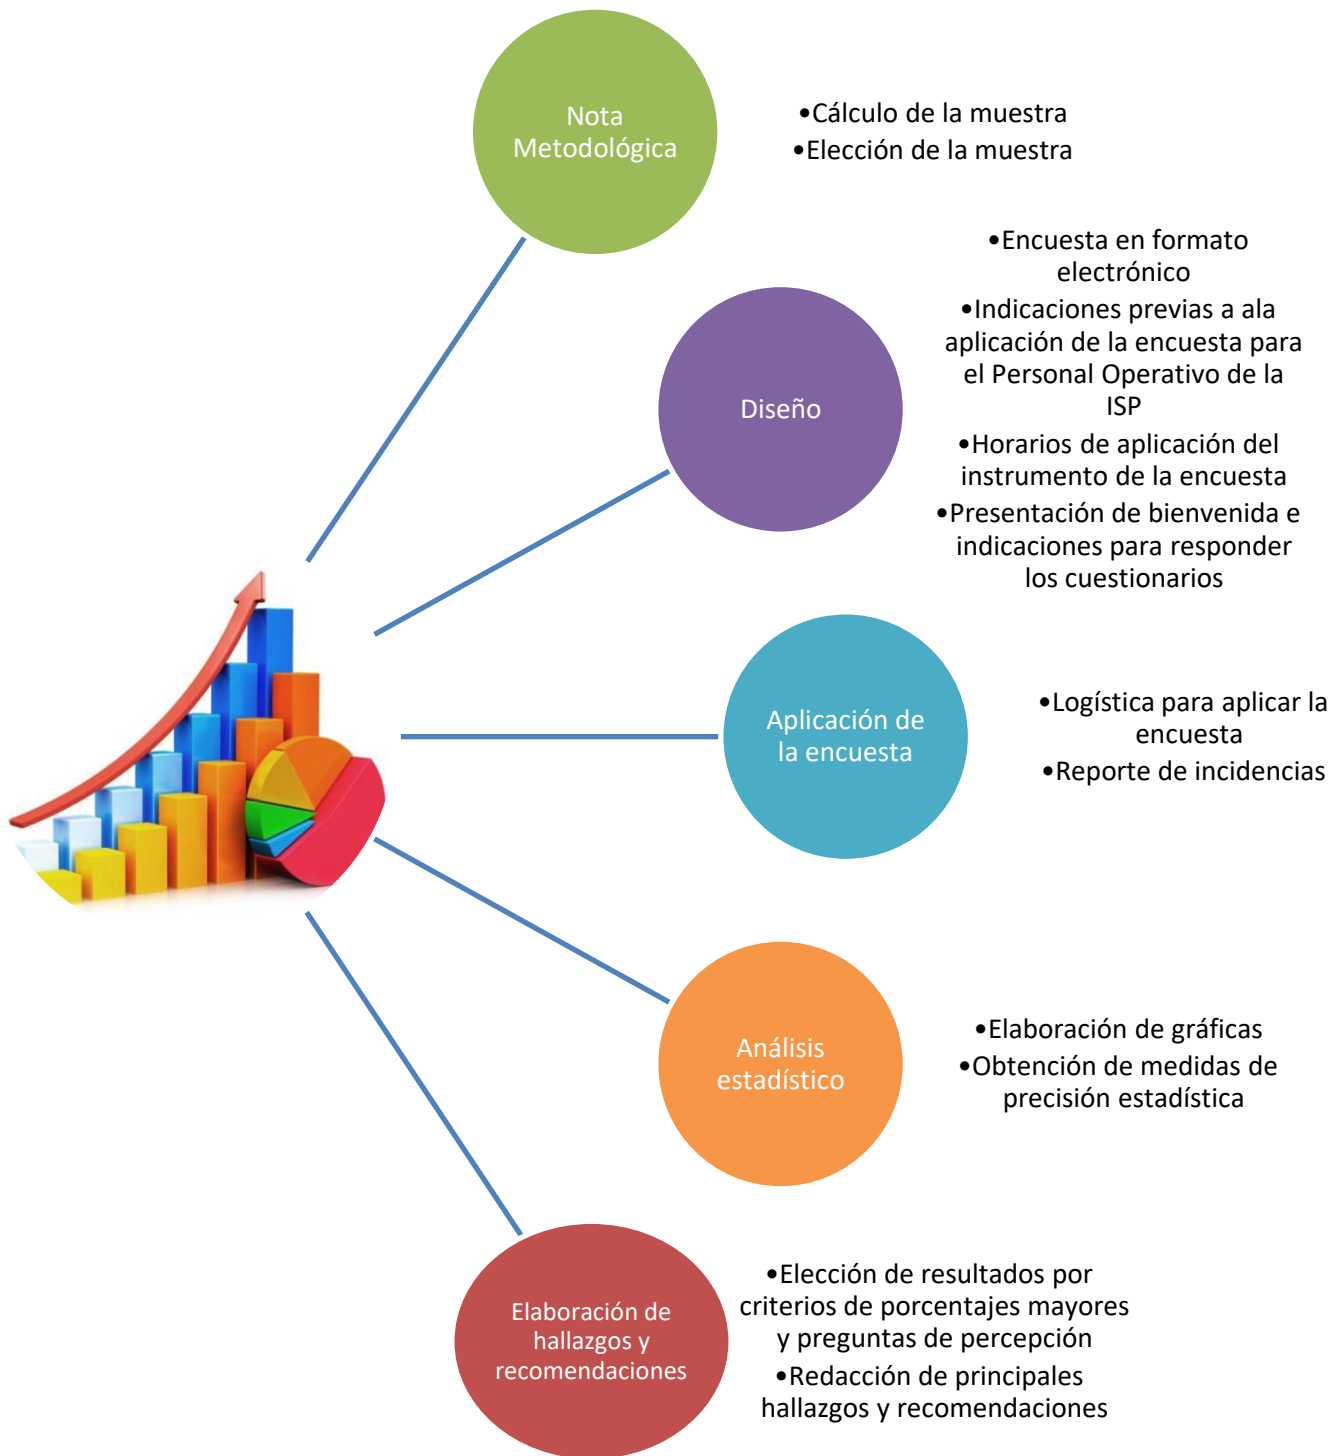 Nota
Metodológica
•Cálculo de la muestra
•Elección de la muestra
Diseño
•Encuesta en formato
electrónico
•Indicaciones previas a ala
aplicación de la encuesta para
el Personal Operativo de la
ISP
•Horarios de aplicación del
instrumento de la encuesta
•Presentación de bienvenida e
indicaciones para responder
los cuestionarios
Aplicación de
la encuesta
•Logística para aplicar la
encuesta
•Reporte de incidencias
Análisis
estadístico
•Elaboración de gráficas
•Obtención de medidas de
precisión estadística
Elaboración de
hallazgos y
recomendaciones
•Elección de resultados por
criterios de porcentajes mayores
y preguntas de percepción
•Redacción de principales
hallazgos y recomendaciones